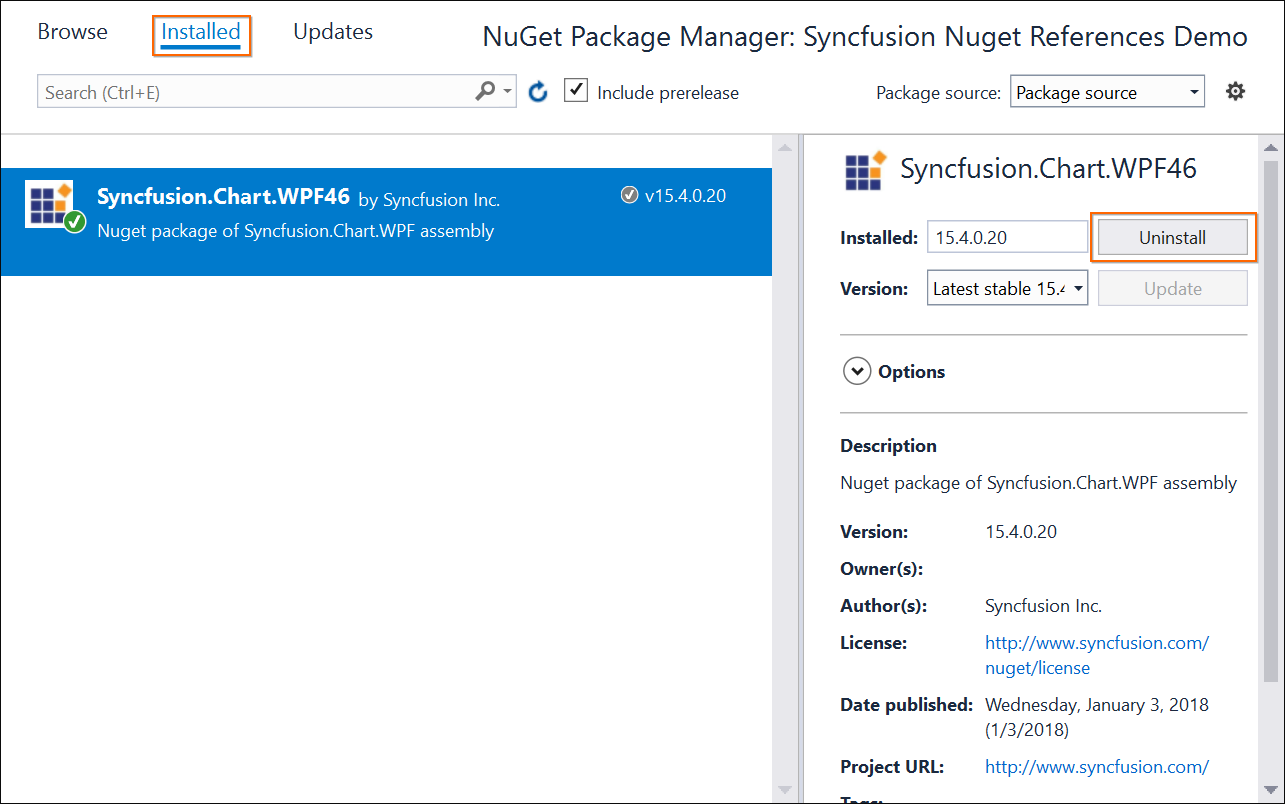 Browse Installed Updates NuGet Package Manager: Syncfusion Nuget References Demo
Search (Ctrl+E) Include prerelease Package source: Package source
Syncfusion.Chart.WPF46 by Syncfusion Inc. v15.4.0.20
Nuget package of Syncfusion.Chart.WPF assembly
Syncfusion.Chart.WPF46
Installed: 15.4.0.20 Uninstall
Version: Latest stable 15.4 Update
Options
Description
Nuget package of Syncfusion.Chart.WPF assembly
Version: 15.4.0.20
Owner(s):
Author(s): Syncfusion Inc.
License: http://www.syncfusion.com/
nuget/license
Date published: Wednesday, January 3, 2018
(1/3/2018)
Project URL: http://www.syncfusion.com/
Tags: